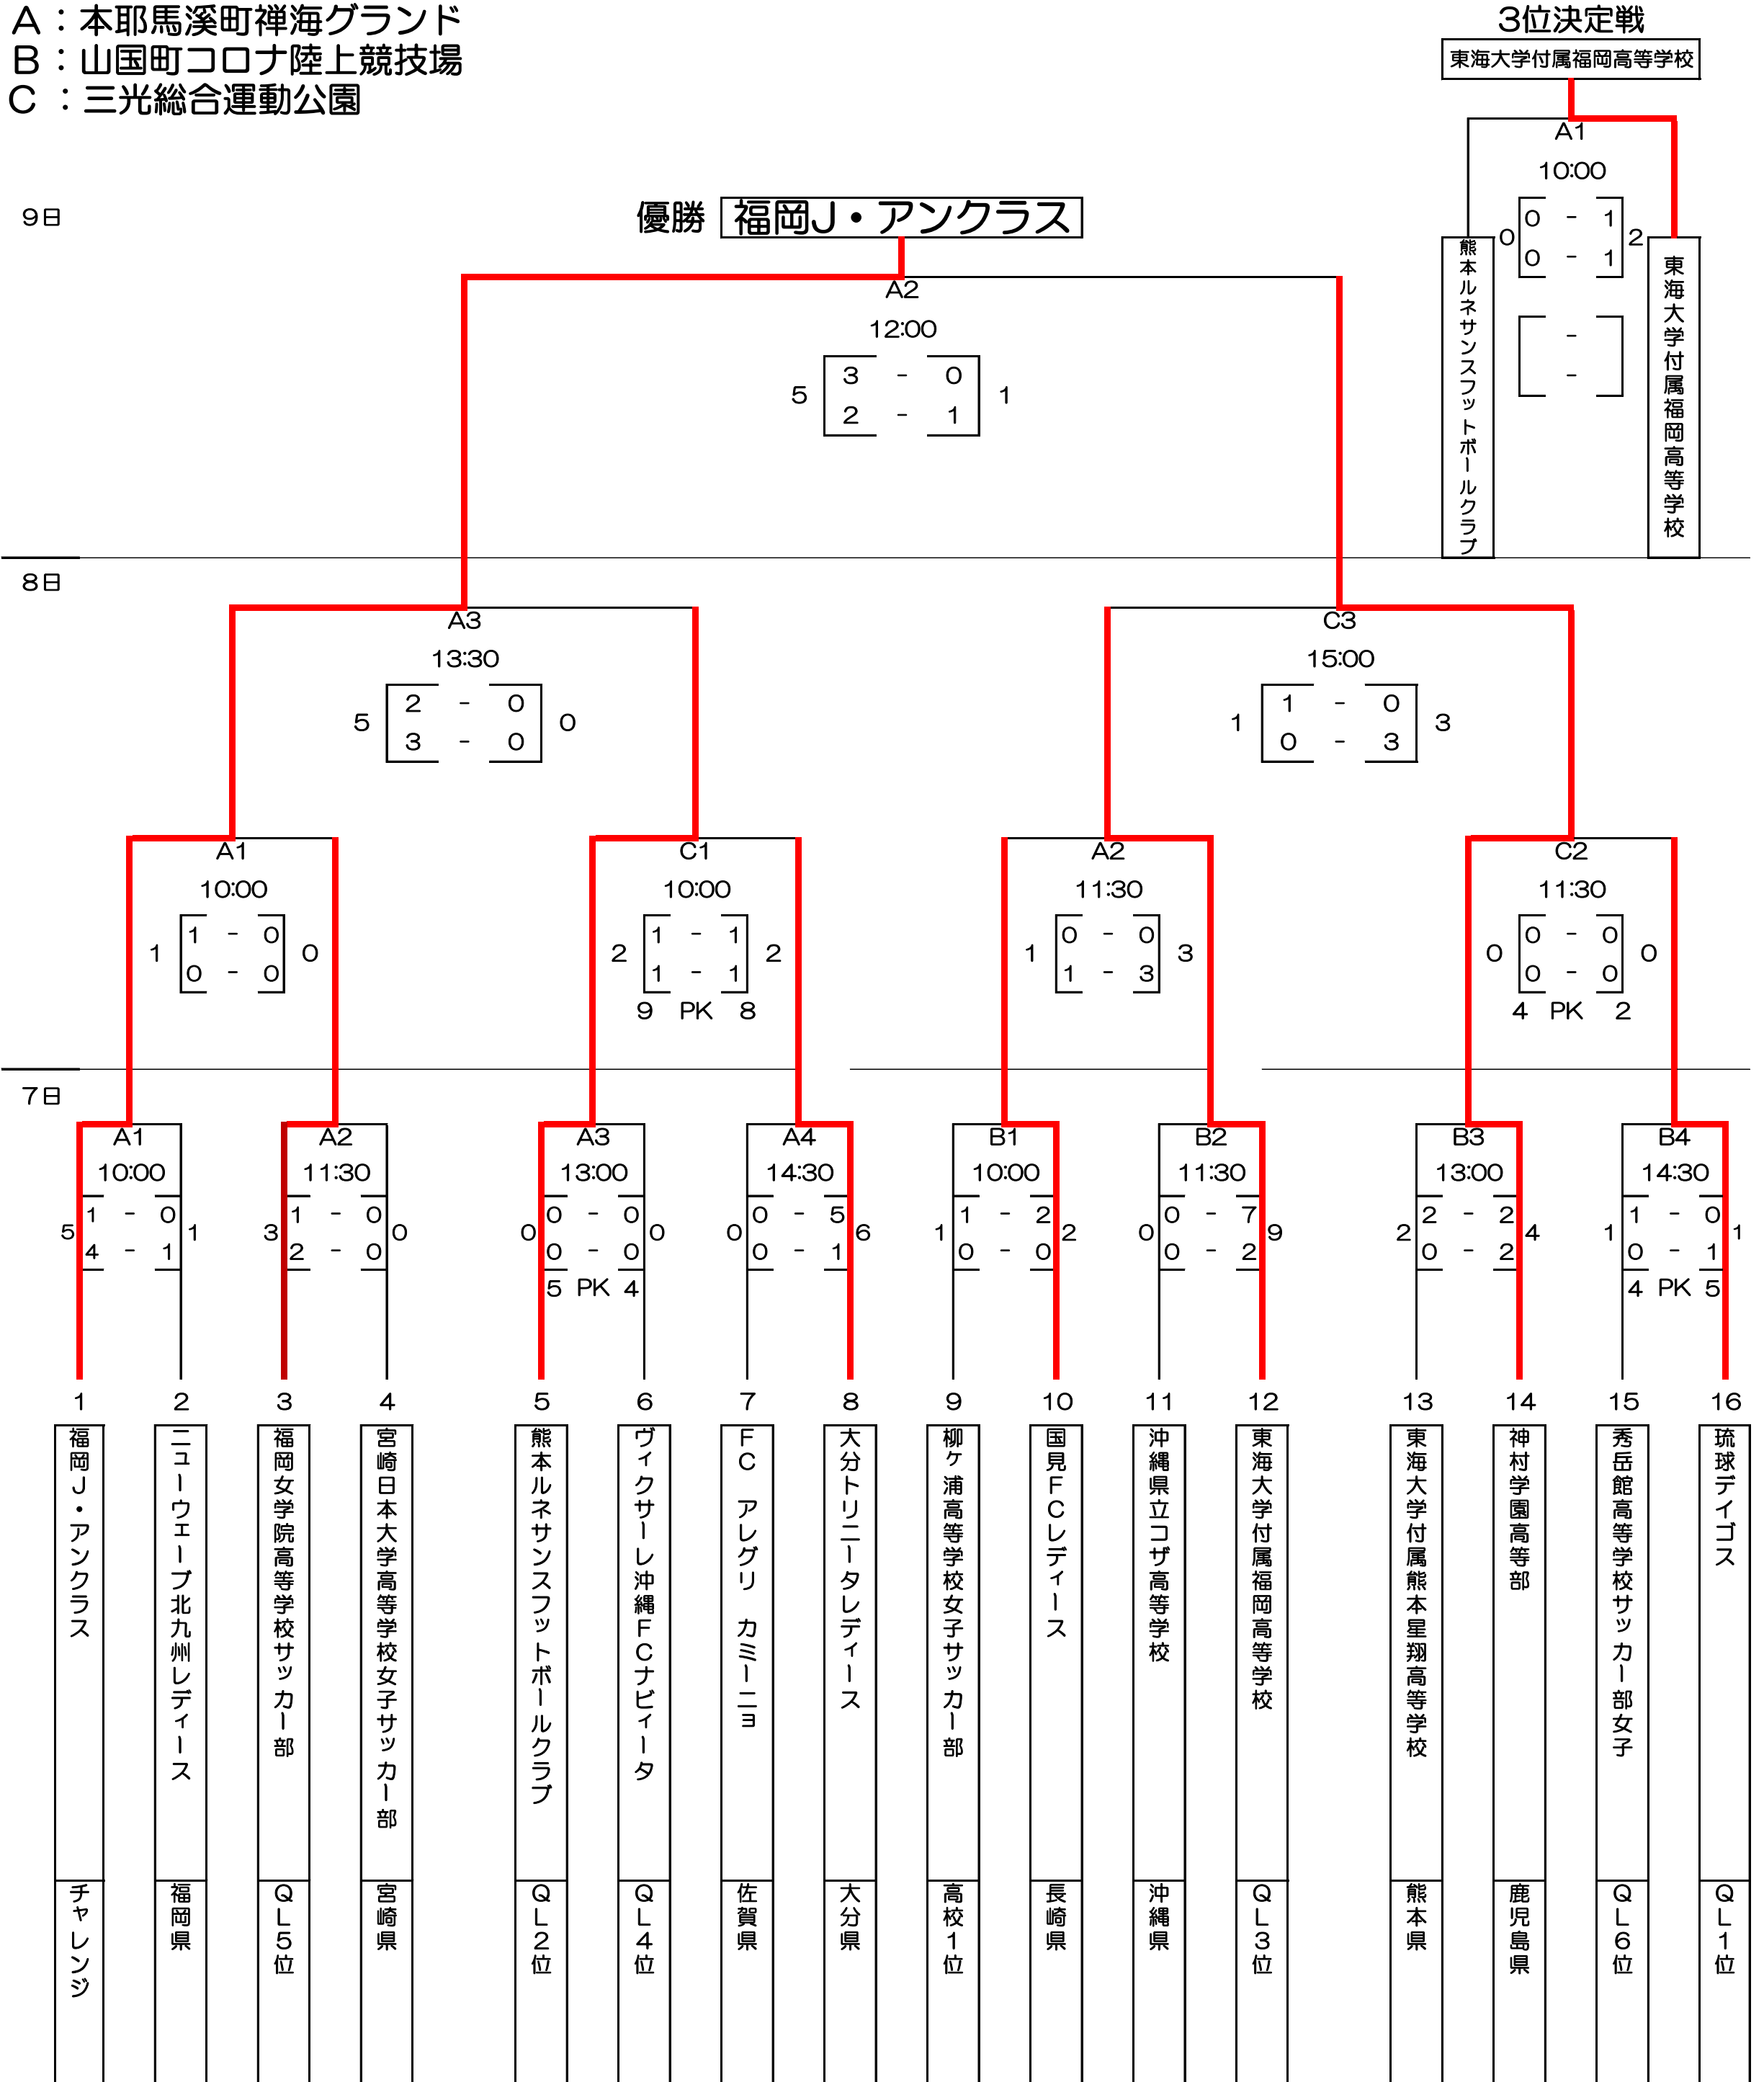 A：本耶馬溪町禅海グランド
B：山国町コロナ陸上競技場
C：三光総合運動公園
3位決定戦
東海大学付属福岡高等学校
A1
10:00
0 - 1
0 2
0 - 1
-
-
熊本ルネサンスフットボールクラブ
東海大学付属福岡高等学校
9日
優勝 福岡J・アンクラス
A2
12:00
3 - 0
5 1
2 - 1
8日
A3 C3
13:30 15:00
2 - 0 1 - 0
5 0 1 3
3 - 0 0 - 3
A1 C1 A2 C2
10:00 10:00 11:30 11:30
1 - 0 1 - 1 0 - 0 0 - 0
1 0 2 2 1 3 0 0
0 - 0 1 - 1 1 - 3 0 - 0
9 PK 8 4 PK 2
7日
A1 A2 A3 A4 B1 B2 B3 B4
10:00 11:30 13:00 14:30 10:00 11:30 13:00 14:30
1 - 0 1 - 0 0 - 0 0 - 5 1 - 2 0 - 7 2 - 2 1 - 0
5 1 3 0 0 0 0 6 1 2 0 9 2 4 1 1
4 - 1 2 - 0 0 - 0 0 - 1 0 - 0 0 - 2 0 - 2 0 - 1
5 PK 4 4 PK 5
1 2 3 4 5 6 7 8 9 10 11 12 13 14 15 16
福岡J・アンクラス
ニューウェーブ北九州レディース
福岡女学院高等学校サッカー部
宮崎日本大学高等学校女子サッカー部
熊本ルネサンスフットボールクラブ
ヴィクサーレ沖縄FCナビィータ
FC アレグリ カミーニョ
大分トリニータレディース
柳ヶ浦高等学校女子サッカー部
国見FCレディース
沖縄県立コザ高等学校
東海大学付属福岡高等学校
東海大学付属熊本星翔高等学校
神村学園高等部
秀岳館高等学校サッカー部女子
琉球デイゴス
チャレンジ
福岡県
QL5位
宮崎県
QL2位
QL4位
佐賀県
大分県
高校1位
長崎県
沖縄県
QL3位
熊本県
鹿児島県
QL6位
QL1位